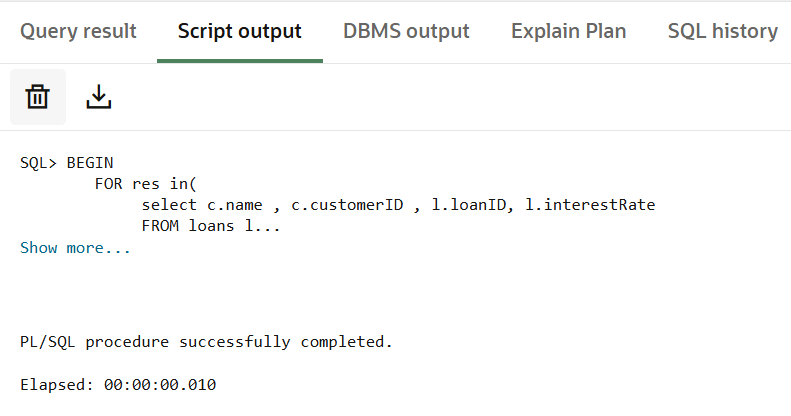 Query result Script output DBMS output Explain Plan SQL history
SQL> BEGIN
FOR res in(
select c.name , c.customerID , l.loanID, l.interestRate
FROM loans l...
Show more...
PL/SQL procedure successfully completed.
Elapsed: 00:00:00.010